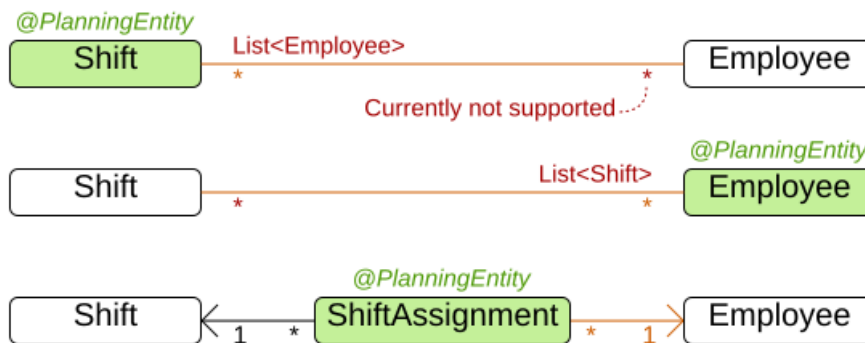 @PlanningEntity
Shift List<Employee> Employee
* *
Currently not supported
@PlanningEntity
Shift List<Shift> Employee
* *
@PlanningEntity
Shift ShiftAssignment Employee
1 * * 1